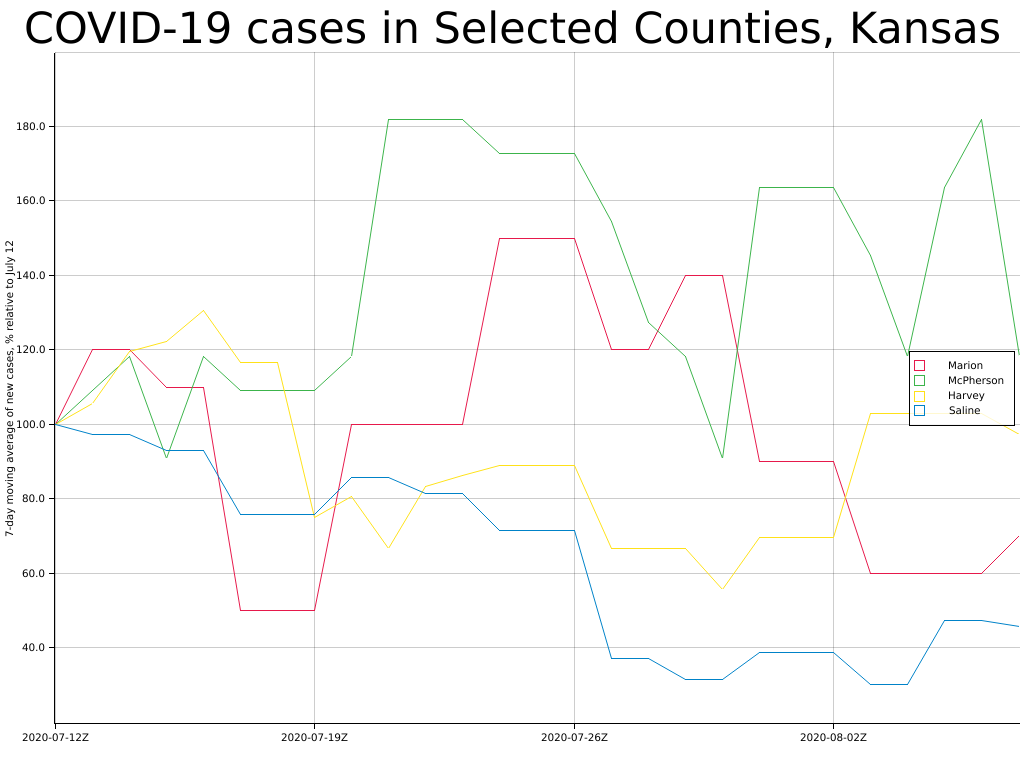 COVID-19 cases in Selected Counties, Kansas
7-day moving average of new cases, % relative to July 12
180.0
160.0
140.0
120.0
100.0
80.0
60.0
40.0
Marion
McPherson
Harvey
Saline
2020-07-12Z
2020-07-19Z
2020-07-26Z
2020-08-02Z